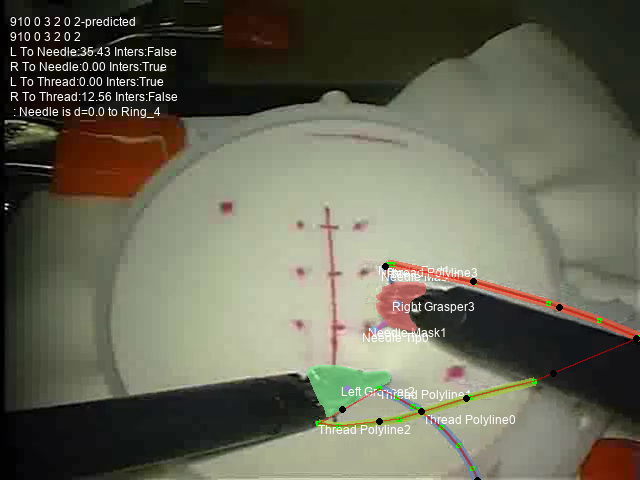 910 0 3 2 0 2-predicted
910 0 3 2 0 2
L To Needle:35.43 Inters:False
R To Needle:0.00 Inters:True
L To Thread:0.00 Inters:True
R To Thread:12.56 Inters:False
: Needle is d=0.0 to Ring_4
Thread Polyline3
Right Grasper3
Needle Mask1
Needle Tip0
Left Grasper2
Thread Polyline1
Thread Polyline0
Thread Polyline2